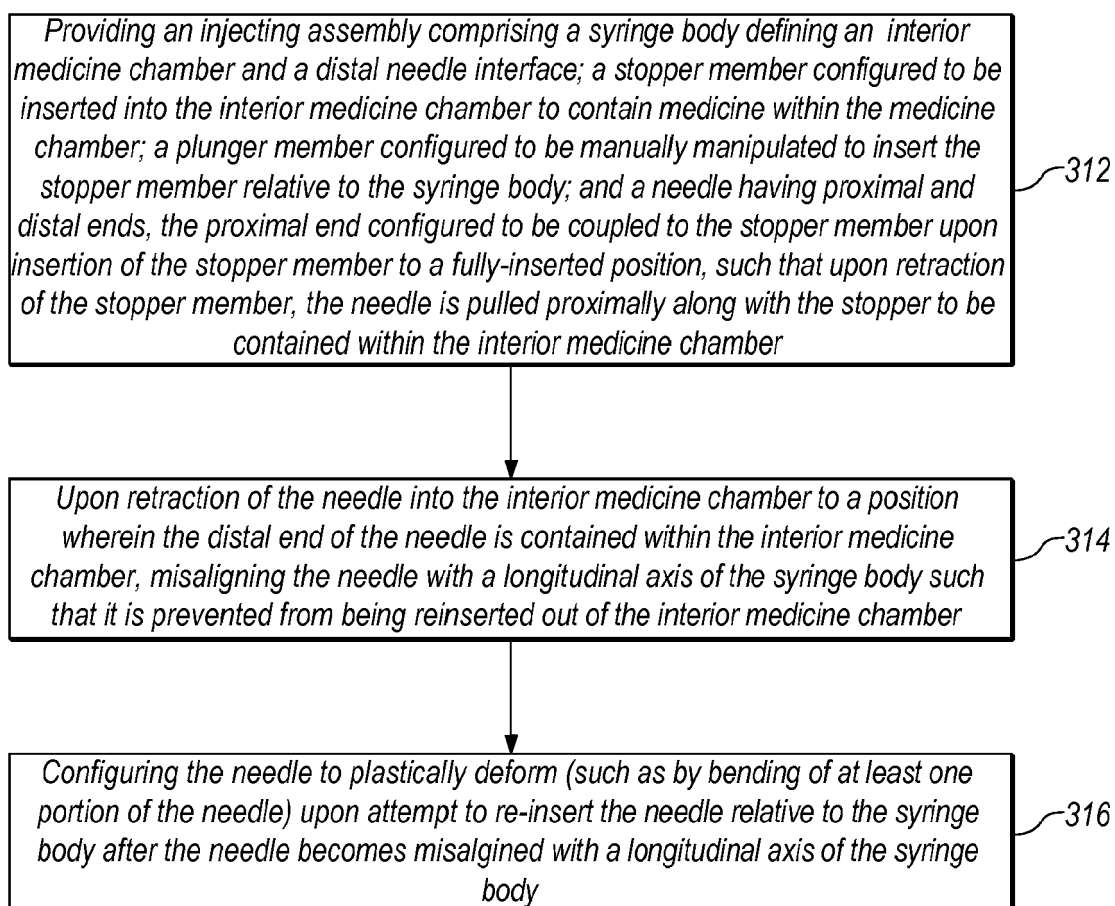 Providing an injecting assembly comprising a syringe body defining an interior
medicine chamber and a distal needle interface; a stopper member configured to be
inserted into the interior medicine chamber to contain medicine within the medicine
chamber; a plunger member configured to be manually manipulated to insert the
stopper member relative to the syringe body; and a needle having proximal and
distal ends, the proximal end configured to be coupled to the stopper member upon
insertion of the stopper member to a fully-inserted position, such that upon retraction
of the stopper member, the needle is pulled proximally along with the stopper to be
contained within the interior medicine chamber
312
Upon retraction of the needle into the interior medicine chamber to a position
wherein the distal end of the needle is contained within the interior medicine
chamber, misaligning the needle with a longitudinal axis of the syringe body such
that it is prevented from being reinserted out of the interior medicine chamber
314
Configuring the needle to plastically deform (such as by bending of at least one
portion of the needle) upon attempt to re-insert the needle relative to the syringe
body after the needle becomes misalgined with a longitudinal axis of the syringe
body
316